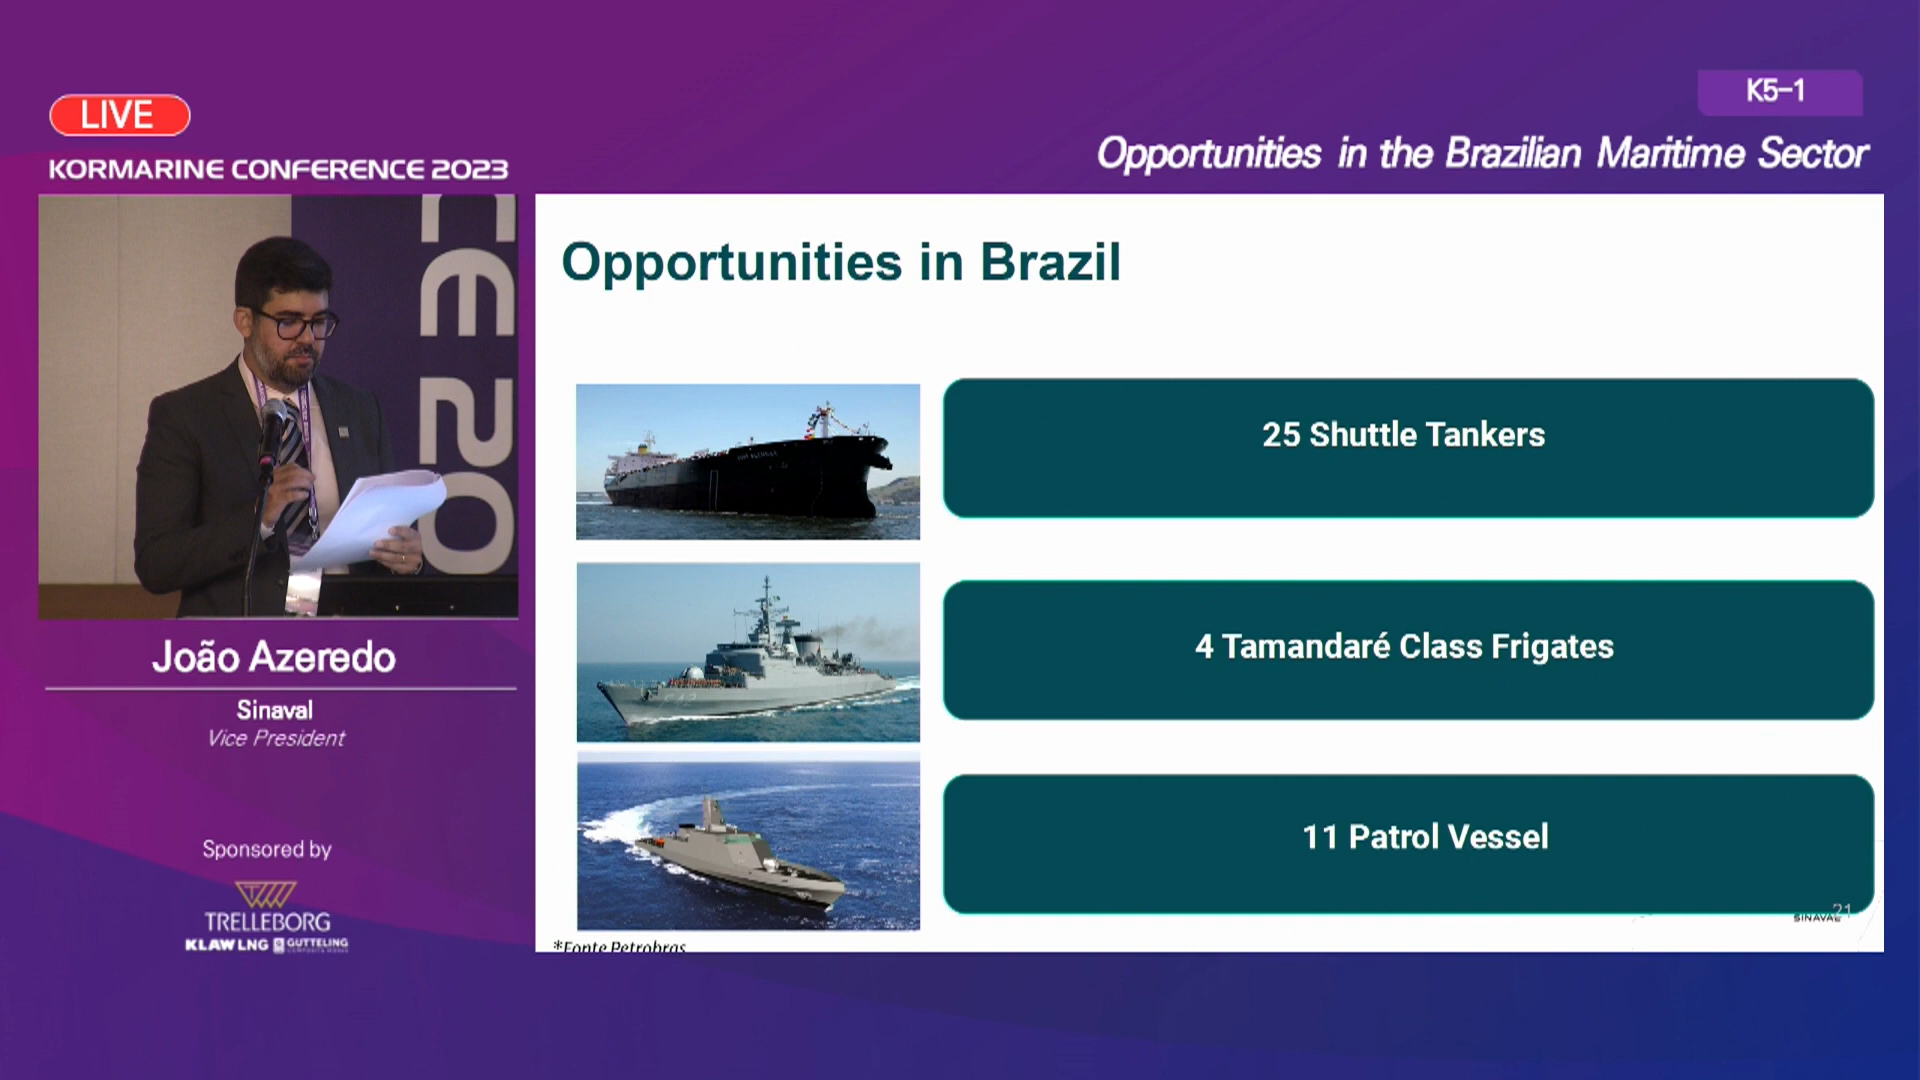 LIVE
KORMARINE CONFERENCE 2023
K5-1
Opportunities in the Brazilian Maritime Sector
João Azeredo
Sinaval
Vice President
Sponsored by
TRELLEBORG
KLAW LNG GUTTELING
Opportunities in Brazil
25 Shuttle Tankers
4 Tamandaré Class Frigates
11 Patrol Vessel
SINAVAL
21
*Fonte Petrobras